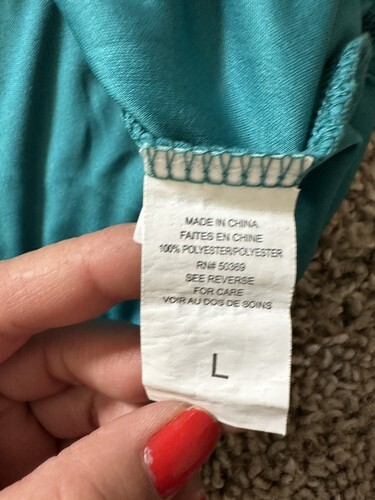 MADE IN CHINA
FAITES EN CHINE
100% POLYESTER/POLYESTER
RN# 50369
SEE REVERSE
FOR CARE
VOIR AU DOS DE SOINS
L